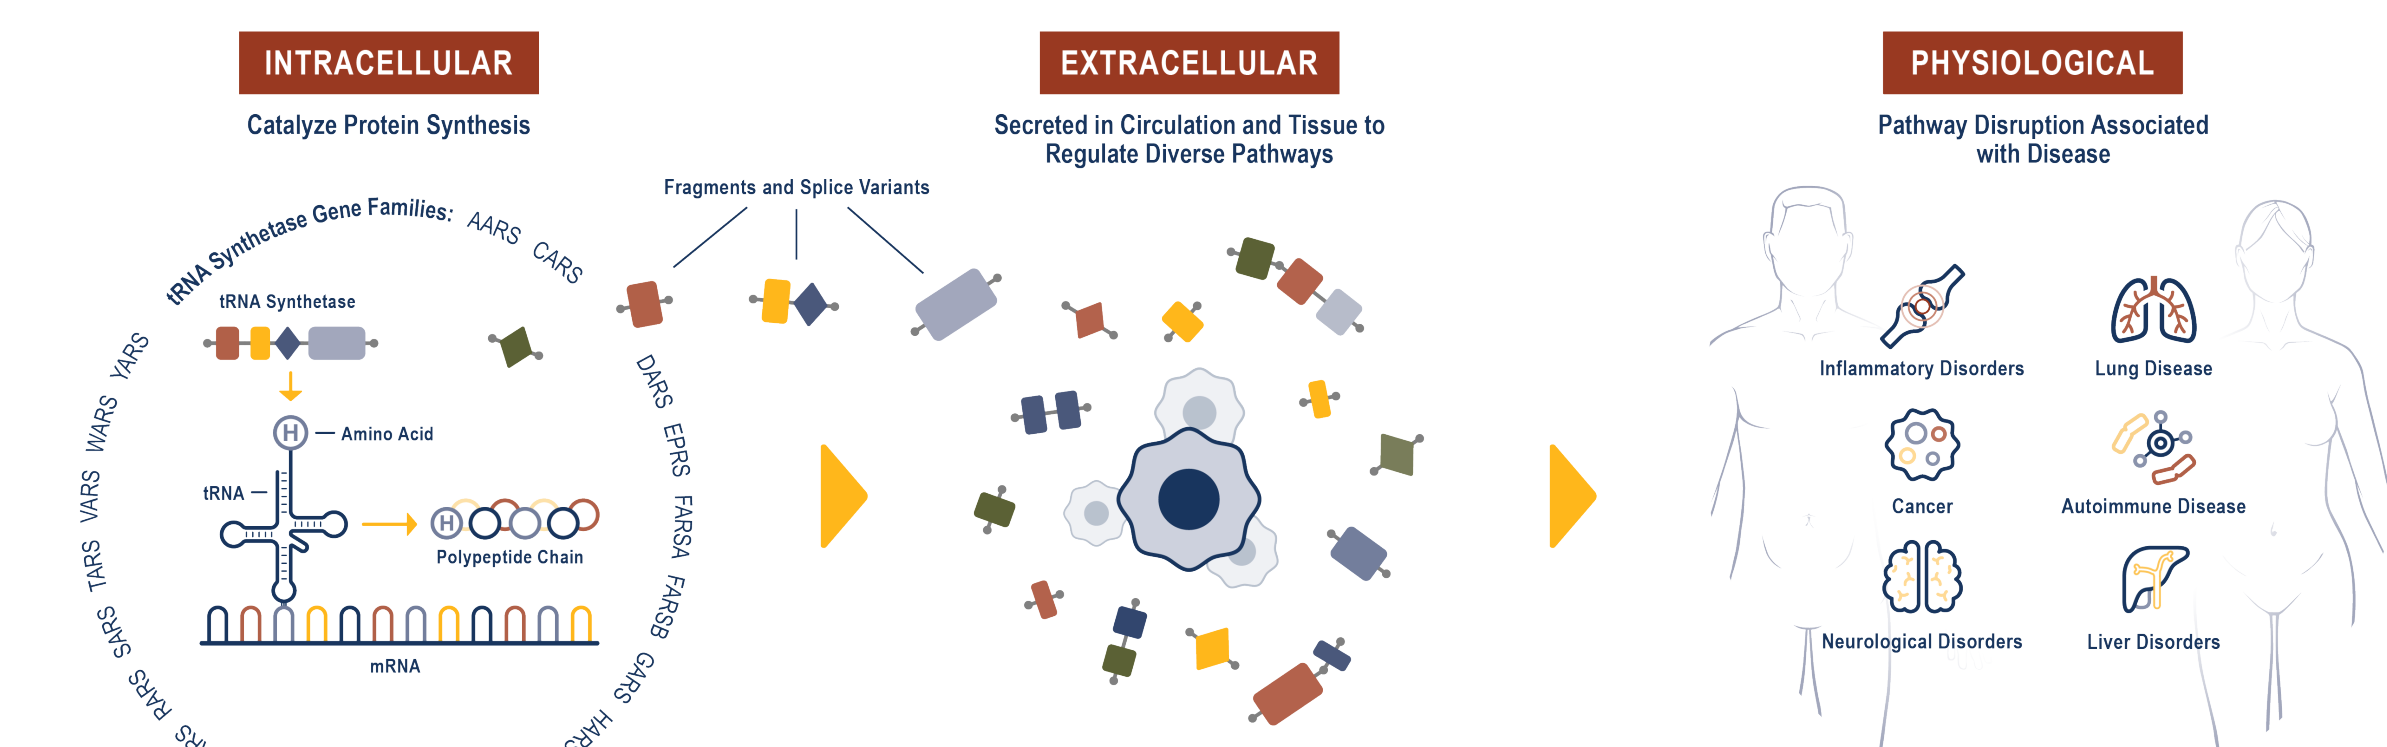 INTRACELLULAR
Catalyze Protein Synthesis
tRNA Synthetase Gene Families: AARS CARS
DARS EPRS FARSA FARSB GARS HARS
RARS SARS TARS VARS WARS YARS
tRNA Synthetase
H
Amino Acid
tRNA
H
Polypeptide Chain
mRNA
Fragments and Splice Variants
EXTRACELLULAR
Secreted in Circulation and Tissue to
Regulate Diverse Pathways
PHYSIOLOGICAL
Pathway Disruption Associated
with Disease
Inflammatory Disorders
Lung Disease
Cancer
Autoimmune Disease
Neurological Disorders
Liver Disorders